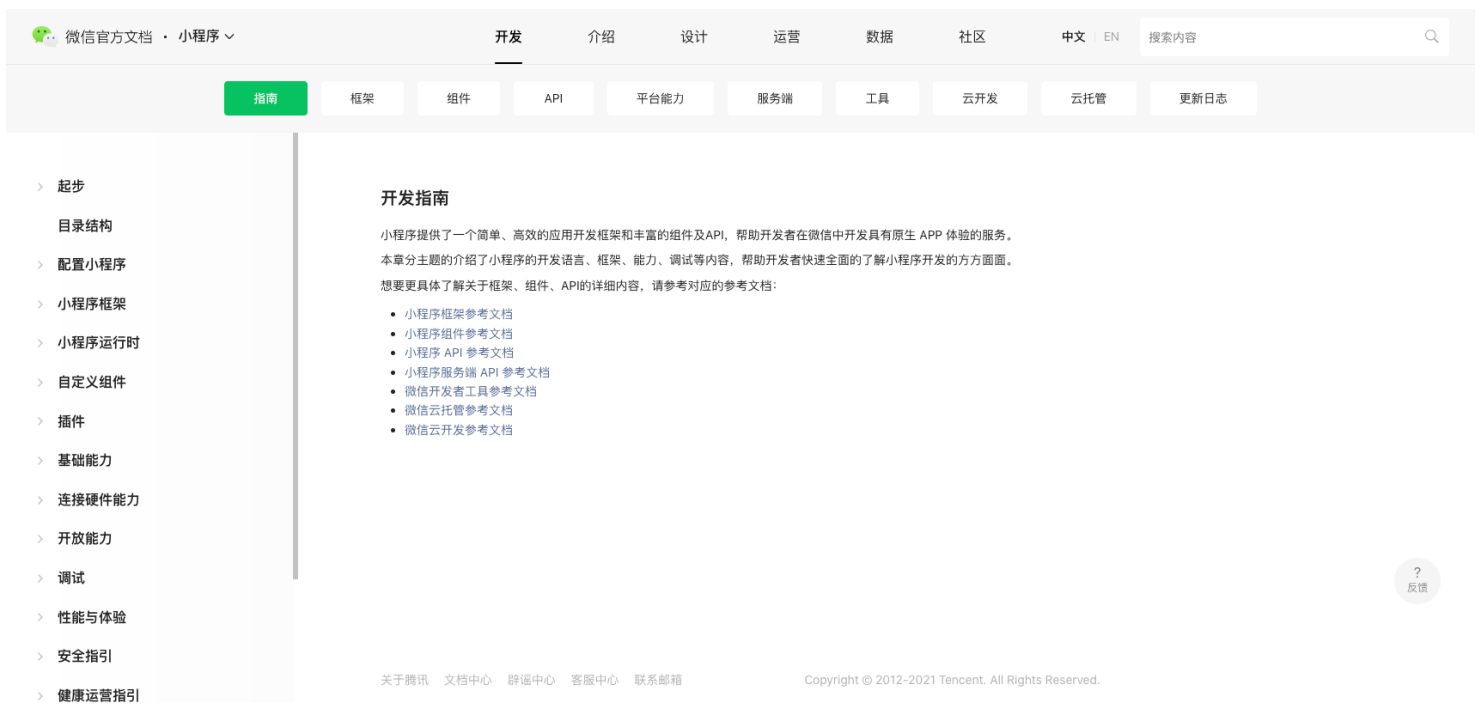 微信官方文档 · 小程序
开发 介绍 设计 运营 数据 社区 中文 EN 搜索内容
指南 框架 组件 API 平台能力 服务端 工具 云开发 云托管 更新日志
起步
目录结构
配置小程序
小程序框架
小程序运行时
自定义组件
插件
基础能力
连接硬件能力
开放能力
调试
性能与体验
安全指引
健康运营指引
开发指南
小程序提供了一个简单、高效的应用开发框架和丰富的组件及API，帮助开发者在微信中开发具有原生 APP 体验的服务。
本章分主题的介绍了小程序的开发语言、框架、能力、调试等内容，帮助开发者快速全面的了解小程序开发的方方面面。
想要更具体了解关于框架、组件、API的详细内容，请参考对应的参考文档：
• 小程序框架参考文档
• 小程序组件参考文档
• 小程序 API 参考文档
• 小程序服务端 API 参考文档
• 微信开发者工具参考文档
• 微信云托管参考文档
• 微信云开发参考文档
?
反馈
关于腾讯 文档中心 辟谣中心 客服中心 联系邮箱 Copyright © 2012-2021 Tencent. All Rights Reserved.